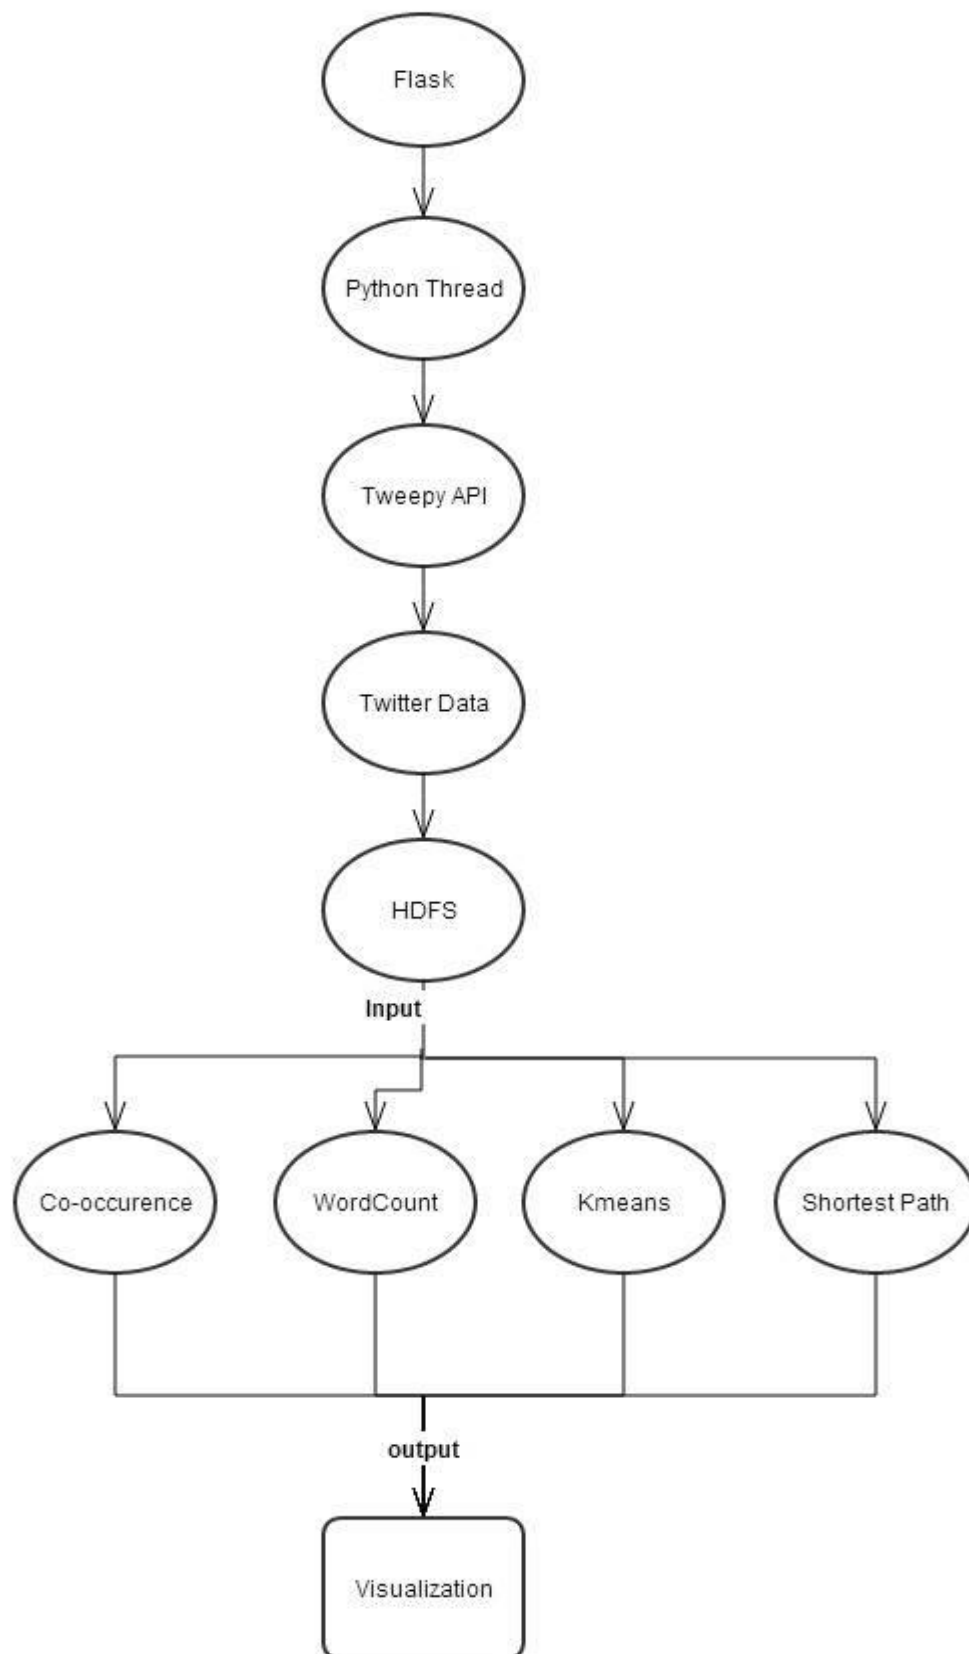 Flask
Python Thread
Tweepy API
Twitter Data
HDFS
Input
Co-occurence
WordCount
Kmeans
Shortest Path
output
Visualization